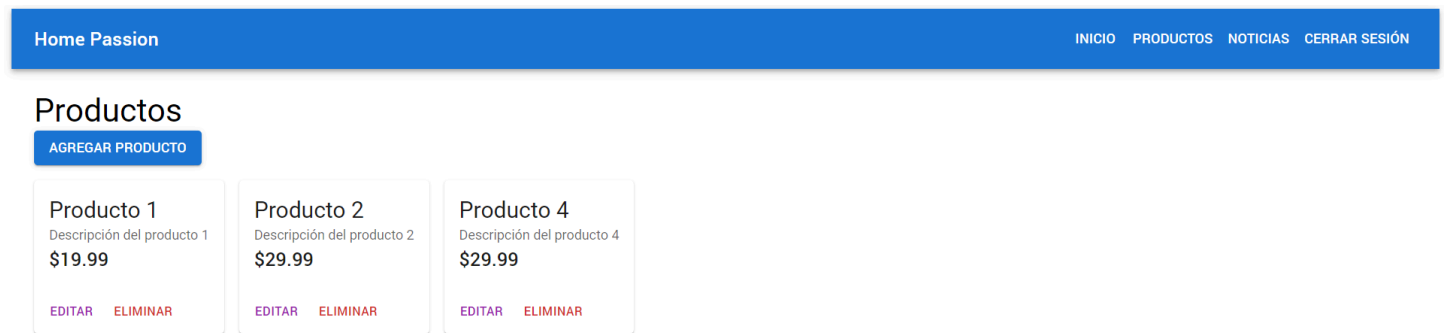 Home Passion
INICIO PRODUCTOS NOTICIAS CERRAR SESIÓN
Productos
AGREGAR PRODUCTO
Producto 1
Descripción del producto 1
$19.99
EDITAR ELIMINAR
Producto 2
Descripción del producto 2
$29.99
EDITAR ELIMINAR
Producto 4
Descripción del producto 4
$29.99
EDITAR ELIMINAR